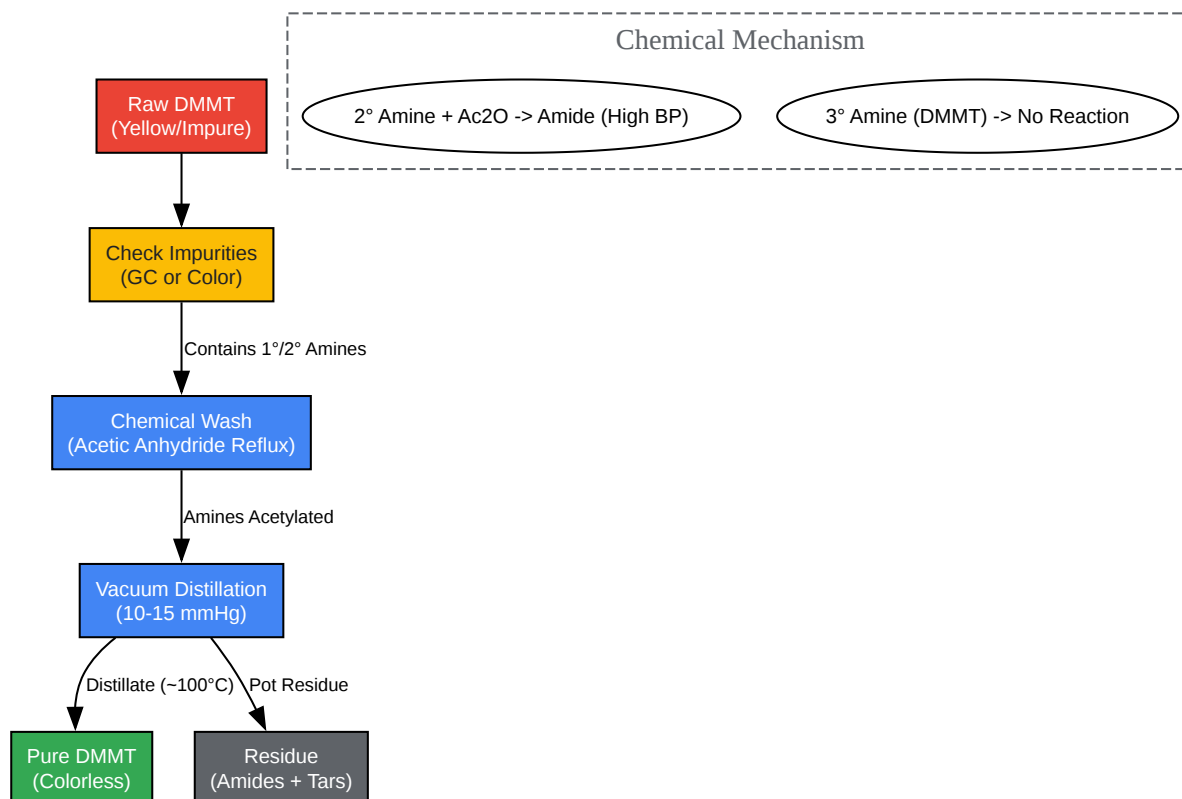 Chemical Mechanism
2° Amine + Ac2O -> Amide (High BP)
3° Amine (DMMT) -> No Reaction
Raw DMMT
(Yellow/Impure)
Check Impurities
(GC or Color)
Contains 1°/2° Amines
Chemical Wash
(Acetic Anhydride Reflux)
Amines Acetylated
Vacuum Distillation
(10-15 mmHg)
Distillate (~100°C)
Pot Residue
Pure DMMT
(Colorless)
Residue
(Amides + Tars)